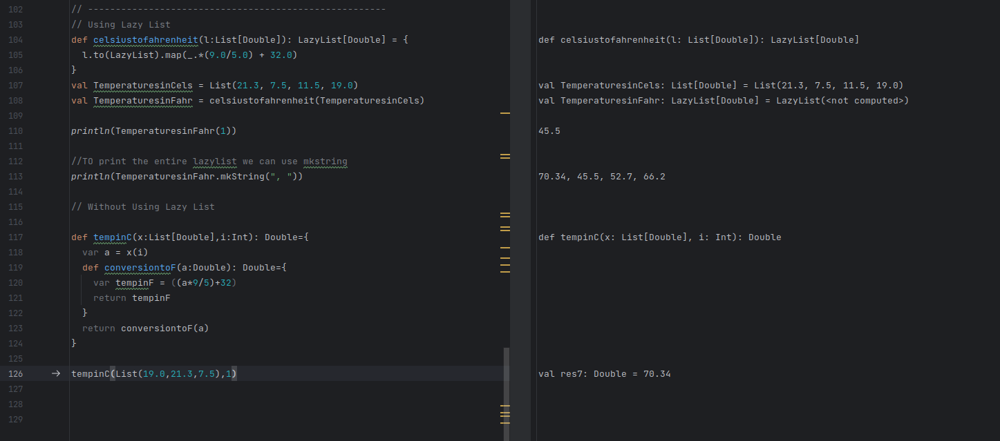 102 // ------------------------------------------------------
103 // Using Lazy List
104 def celsiustofahrenheit(l:List[Double]): LazyList[Double] = { def celsiustofahrenheit(l: List[Double]): LazyList[Double]
105 l.to(LazyList).map(_.*(9.0/5.0) + 32.0)
106 }
107 val TemperaturesinCels = List(21.3, 7.5, 11.5, 19.0) val TemperaturesinCels: List[Double] = List(21.3, 7.5, 11.5, 19.0)
108 val TemperaturesinFahr = celsiustofahrenheit(TemperaturesinCels) val TemperaturesinFahr: LazyList[Double] = LazyList(<not computed>)
109
110 println(TemperaturesinFahr(1)) 45.5
111
112 //TO print the entire lazylist we can use mkstring
113 println(TemperaturesinFahr.mkString(", ")) 70.34, 45.5, 52.7, 66.2
114
115 // Without Using Lazy List
116
117 def tempinC(x:List[Double],i:Int): Double={ def tempinC(x: List[Double], i: Int): Double
118 var a = x(i)
119 def conversiontoF(a:Double): Double={
120 var tempinF = ((a*9/5)+32)
121 return tempinF
122 }
123 return conversiontoF(a)
124 }
125
126 tempinC(List(19.0,21.3,7.5),1) val res7: Double = 70.34
127
128
129